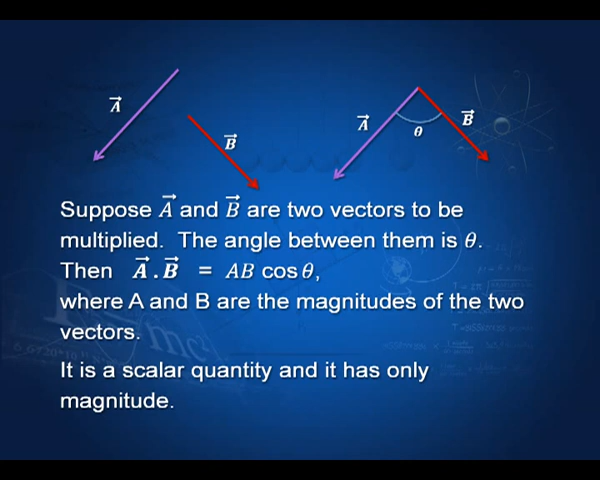 A⃗
B⃗
A⃗
B⃗
θ
Suppose A⃗ and B⃗ are two vectors to be
multiplied. The angle between them is θ.
Then A⃗ . B⃗ = AB cos θ,
where A and B are the magnitudes of the two
vectors.
It is a scalar quantity and it has only
magnitude.
mc²